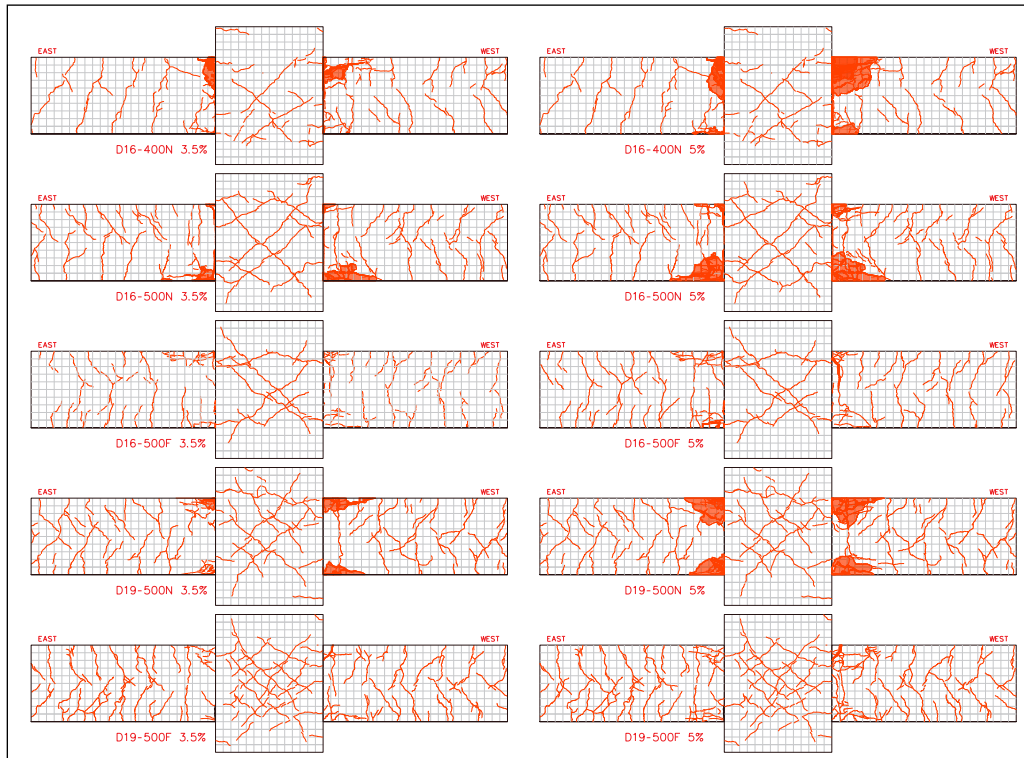 EAST WEST EAST WEST
D16-400N 3.5% D16-400N 5%
EAST WEST EAST WEST
D16-500N 3.5% D16-500N 5%
EAST WEST EAST WEST
D16-500F 3.5% D16-500F 5%
EAST WEST EAST WEST
D19-500N 3.5% D19-500N 5%
EAST WEST EAST WEST
D19-500F 3.5% D19-500F 5%